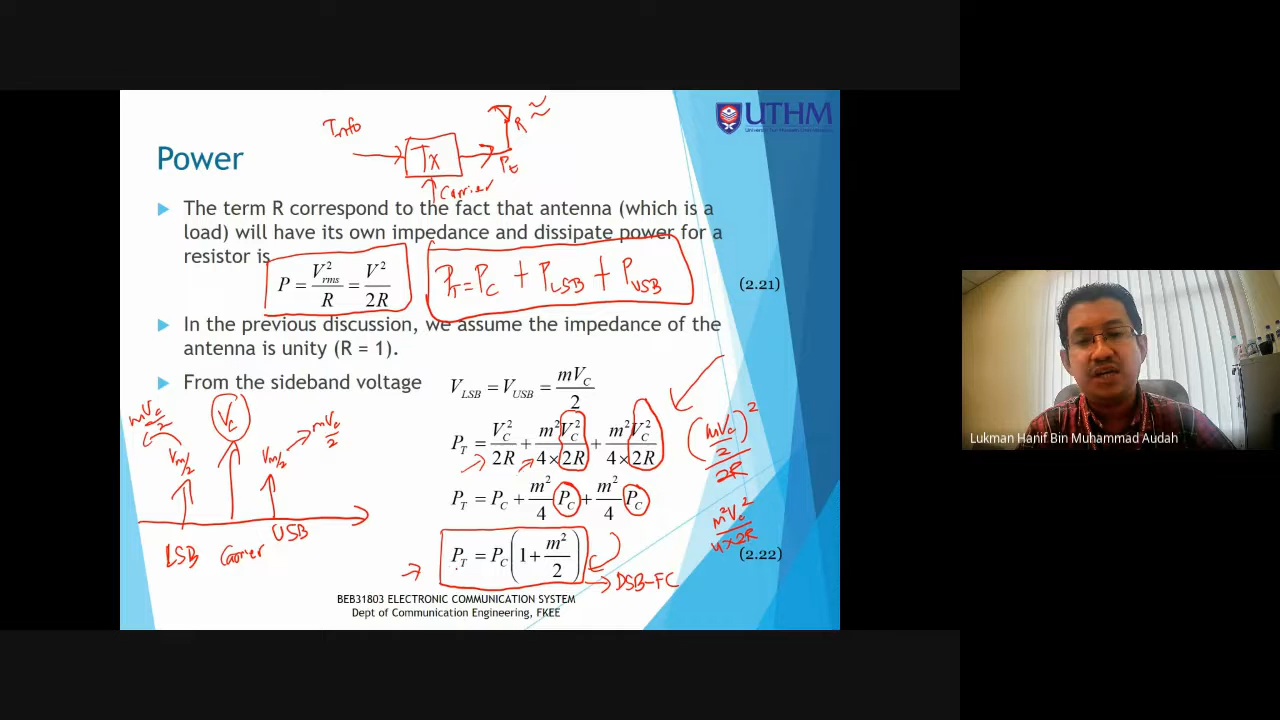 UTHM
Info
Tx
R
Pt
Carrier
Power
The term R correspond to the fact that antenna (which is a
load) will have its own impedance and dissipate power for a
resistor is
P = V²rms / R = V² / 2R
PT = PC + PLSB + PUSB
(2.21)
In the previous discussion, we assume the impedance of the
antenna is unity (R = 1).
From the sideband voltage
VLSB = VUSB = mVC / 2
PT = VC² / 2R + m²VC² / 4×2R + m²VC² / 4×2R
PT = PC + m²/4 PC + m²/4 PC
PT = PC (1 + m²/2)
(2.22)
DSB-FC
(mVc/2)² / 2R
m²Vc² / 4×2R
mVc/2
Vc
mVc/2
Vm/2
Vm/2
LSB
Carrier
USB
BEB31803 ELECTRONIC COMMUNICATION SYSTEM
Dept of Communication Engineering, FKEE
Lukman Hanif Bin Muhammad Audah